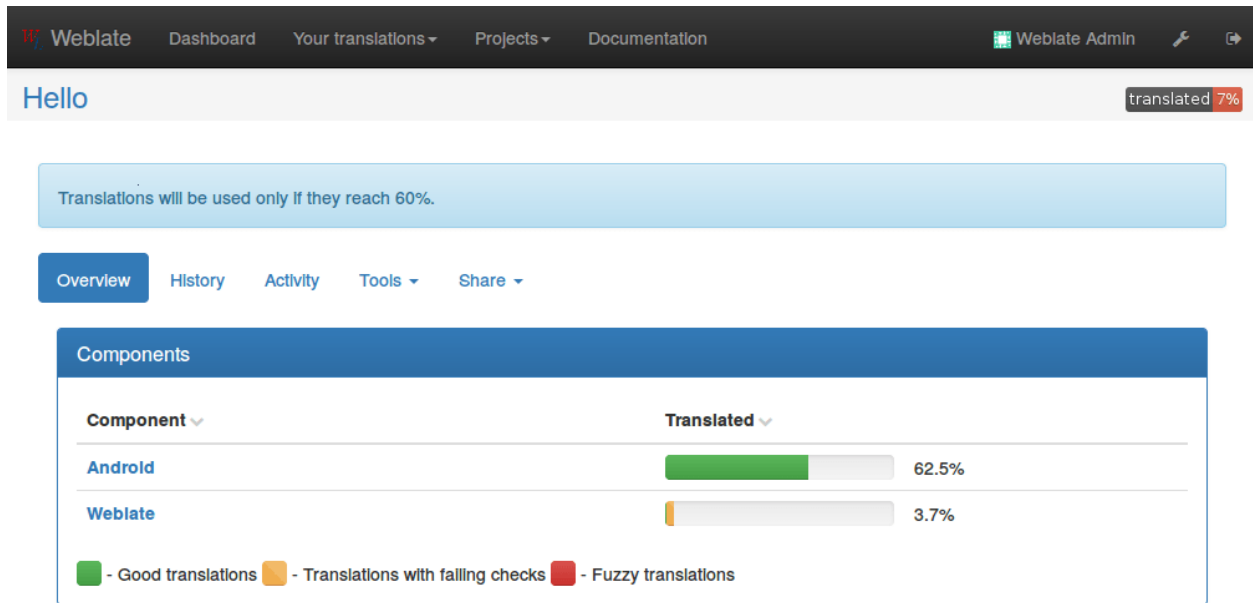 Weblate Dashboard Your translations Projects Documentation Weblate Admin
Hello translated 7%
Translations will be used only if they reach 60%.
Overview History Activity Tools Share
Components
Component Translated
Android 62.5%
Weblate 3.7%
- Good translations - Translations with failing checks - Fuzzy translations